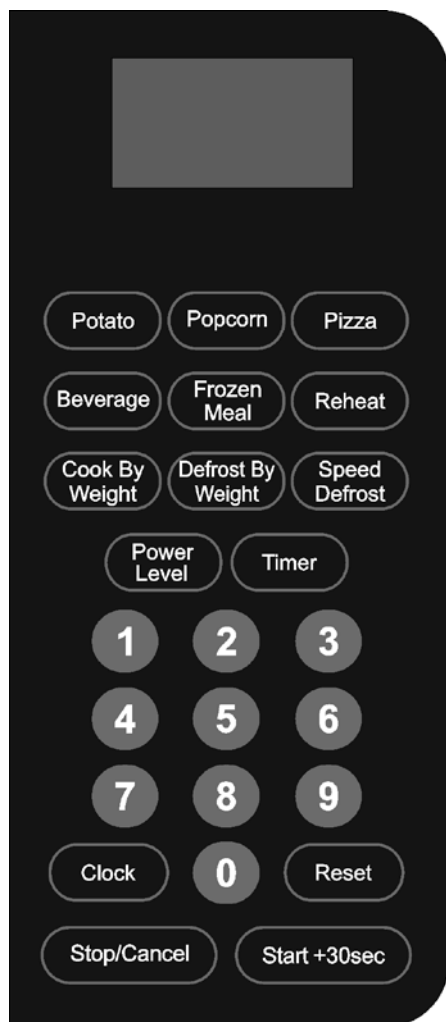 Potato Popcorn Pizza
Beverage Frozen Meal Reheat
Cook By Weight Defrost By Weight Speed Defrost
Power Level Timer
1 2 3
4 5 6
7 8 9
Clock 0 Reset
Stop/Cancel Start +30sec